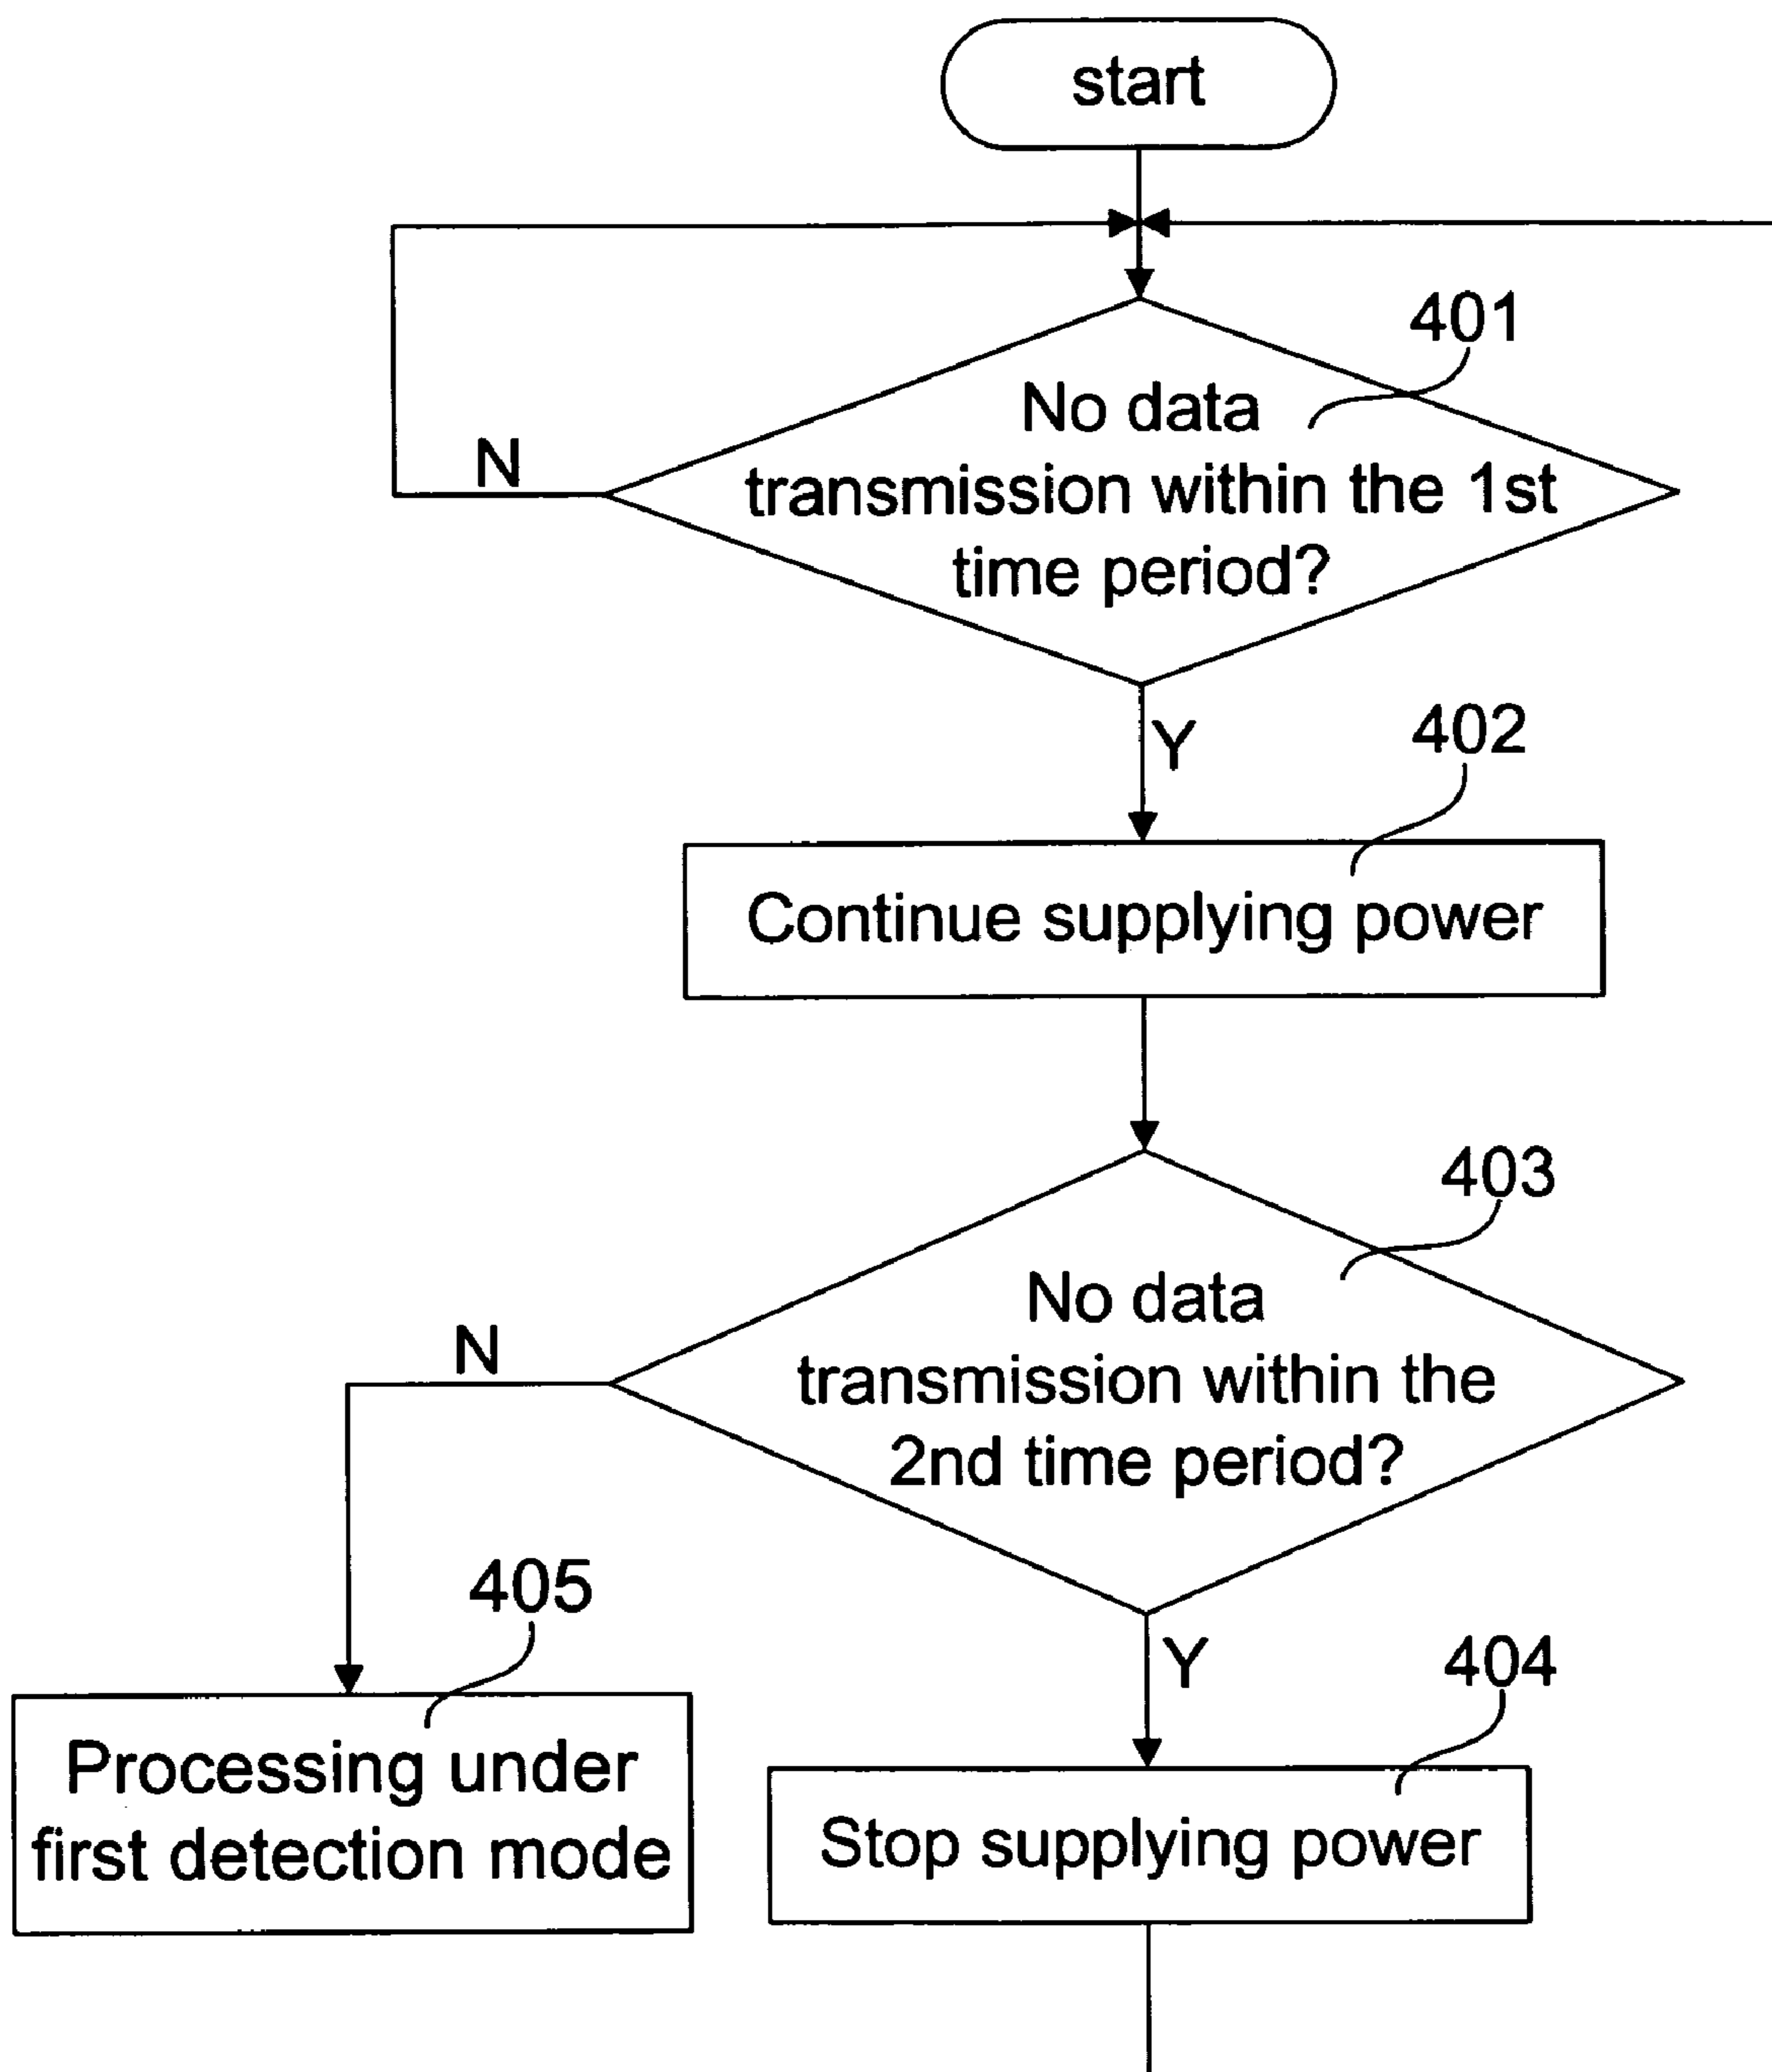 start
401
No data
transmission within the 1st
time period?
N
Y
402
Continue supplying power
403
No data
transmission within the
2nd time period?
N
Y
405
Processing under
first detection mode
404
Stop supplying power